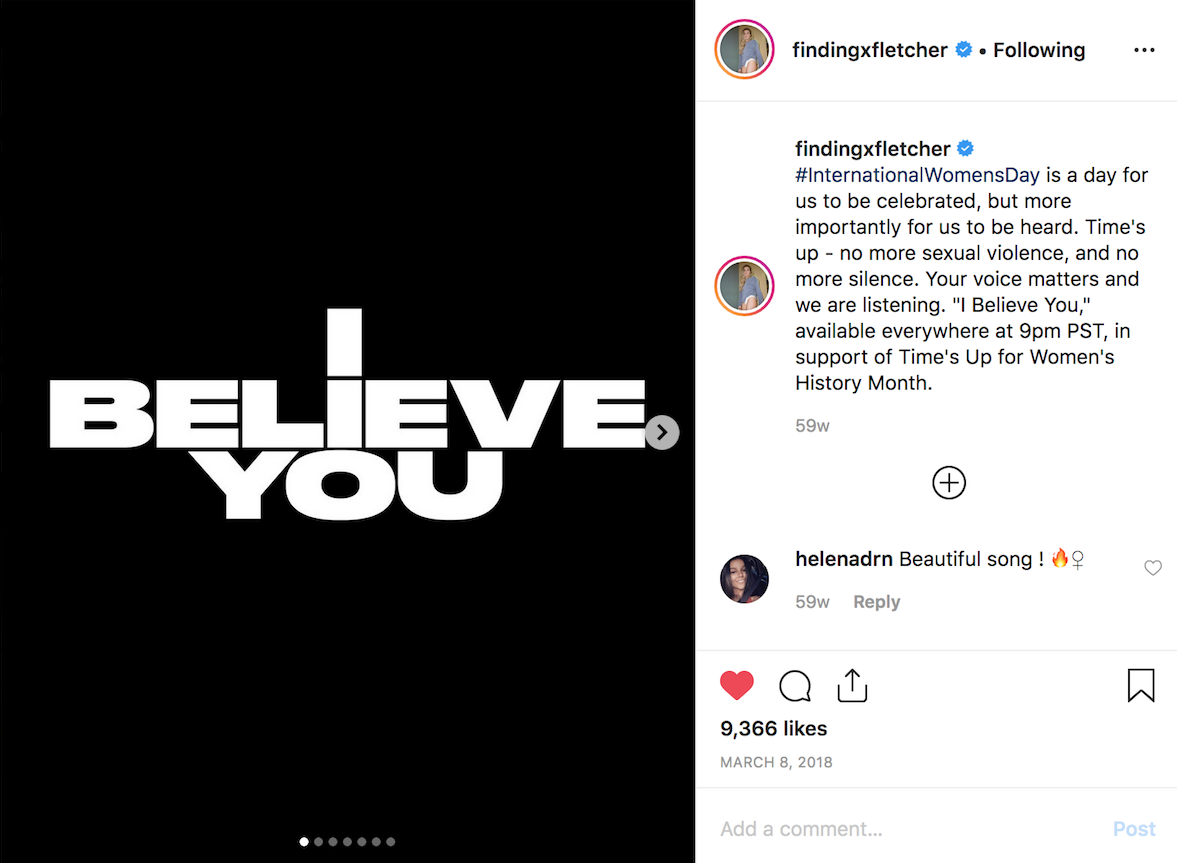 I
BELIEVE
YOU
findingxfletcher • Following
findingxfletcher
#InternationalWomensDay is a day for
us to be celebrated, but more
importantly for us to be heard. Time's
up - no more sexual violence, and no
more silence. Your voice matters and
we are listening. "I Believe You,"
available everywhere at 9pm PST, in
support of Time's Up for Women's
History Month.
59w
helenadrn Beautiful song ! 🔥♀
59w Reply
9,366 likes
MARCH 8, 2018
Add a comment...
Post